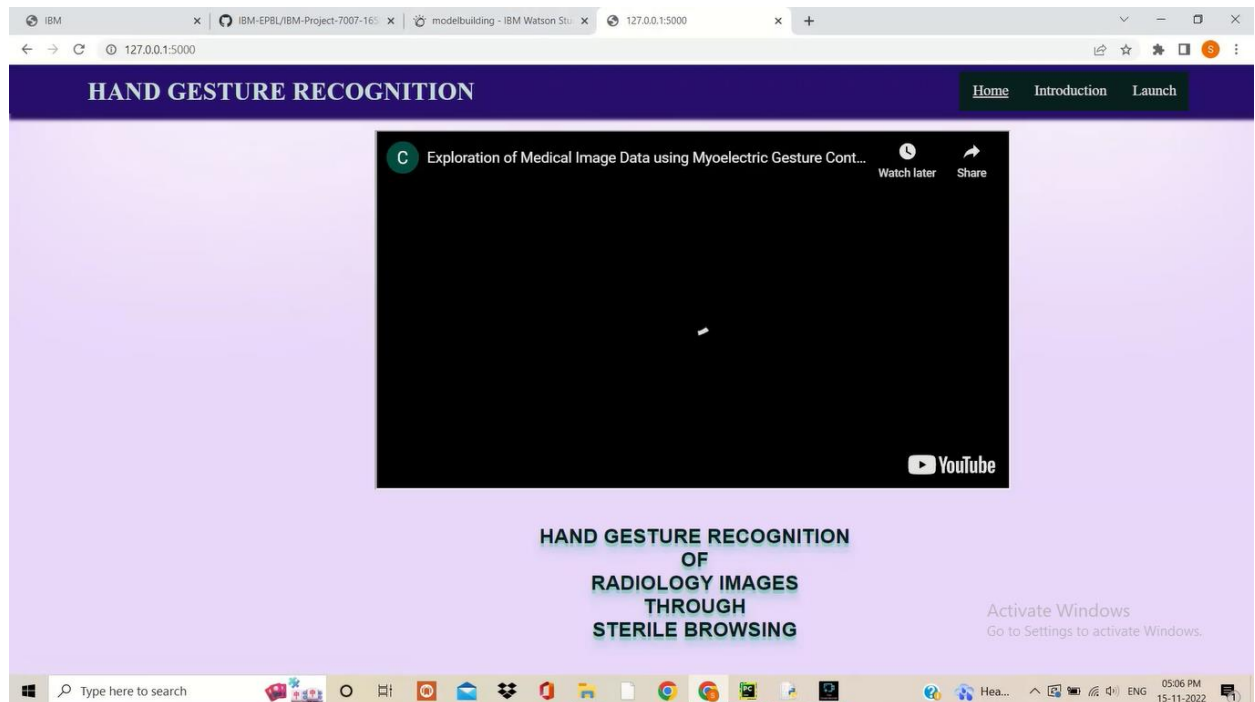 IBM
IBM-EPBL/IBM-Project-7007-165
modelbuilding - IBM Watson Stu
127.0.0.1:5000
127.0.0.1:5000
S
HAND GESTURE RECOGNITION
Home Introduction Launch
C Exploration of Medical Image Data using Myoelectric Gesture Cont...
Watch later Share
YouTube
HAND GESTURE RECOGNITION
OF
RADIOLOGY IMAGES
THROUGH
STERILE BROWSING
Activate Windows
Go to Settings to activate Windows.
Type here to search
Hea...
ENG
05:06 PM
15-11-2022